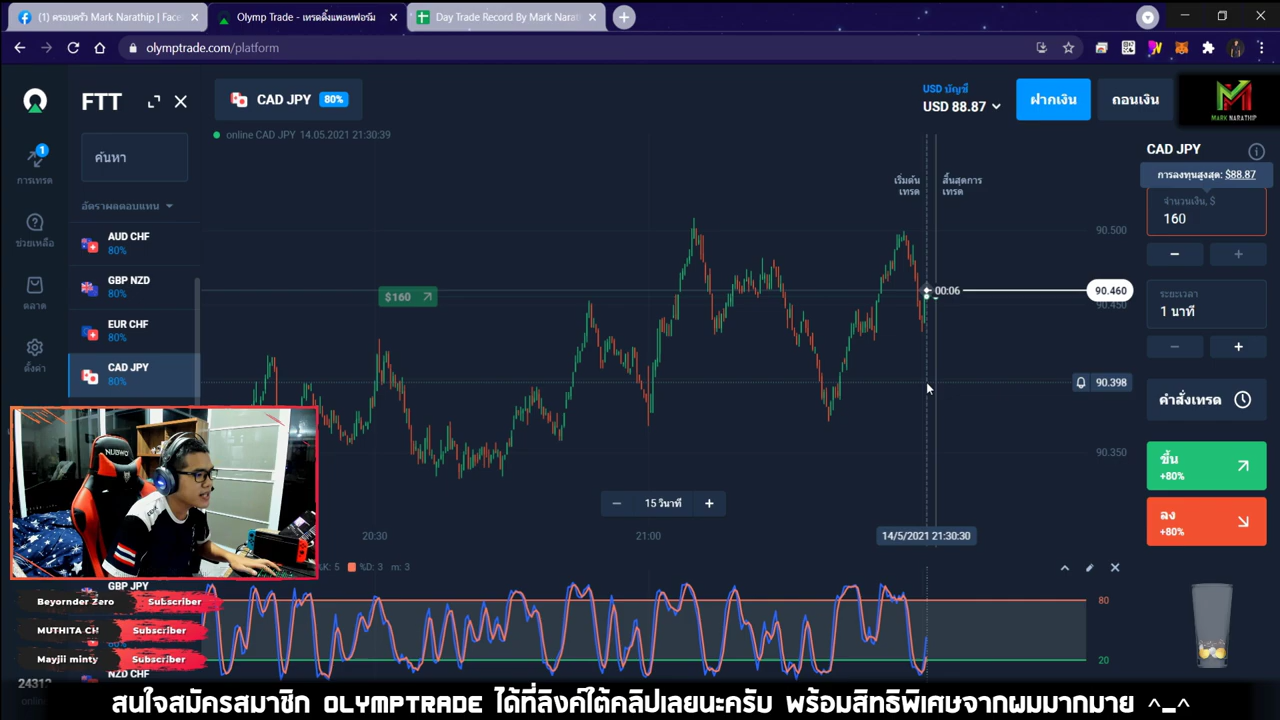 (1) ครอบครัว Mark Narathip | Face
Olymp Trade - เทรดดิ้งแพลทฟอร์ม
Day Trade Record By Mark Narath
olymptrade.com/platform
FTT
CAD JPY 80%
USD บัญชี
USD 88.87
ฝากเงิน
ถอนเงิน
MARK NARATHIP
online CAD JPY 14.05.2021 21:30:39
1
การเทรด
ค้นหา
CAD JPY
การลงทุนสูงสุด: $88.87
จำนวนเงิน, $
160
เริ่มต้น
เทรด
สิ้นสุดการ
เทรด
อัตราผลตอบแทน
ช่วยเหลือ
AUD CHF
80%
90.500
GBP NZD
80%
$160
00:06
90.460
90.450
ระยะเวลา
1 นาที
ตลาด
EUR CHF
80%
ตั้งค่า
CAD JPY
80%
90.398
คำสั่งเทรด
NUBWO
90.350
ขึ้น
+80%
15 วินาที
ลง
+80%
20:30
21:00
14/5/2021 21:30:30
%K: 5 %D: 3 m: 3
GBP JPY
80
Beyornder Zero Subscriber
MUTHITA CH Subscriber
Mayjii minty Subscriber
20
NZD CHF
2431
online
สนใจสมัครสมาชิก OLYMPTRADE ได้ที่ลิงค์ใต้คลิปเลยนะครับ พร้อมสิทธิพิเศษจากผมมากมาย ^_^